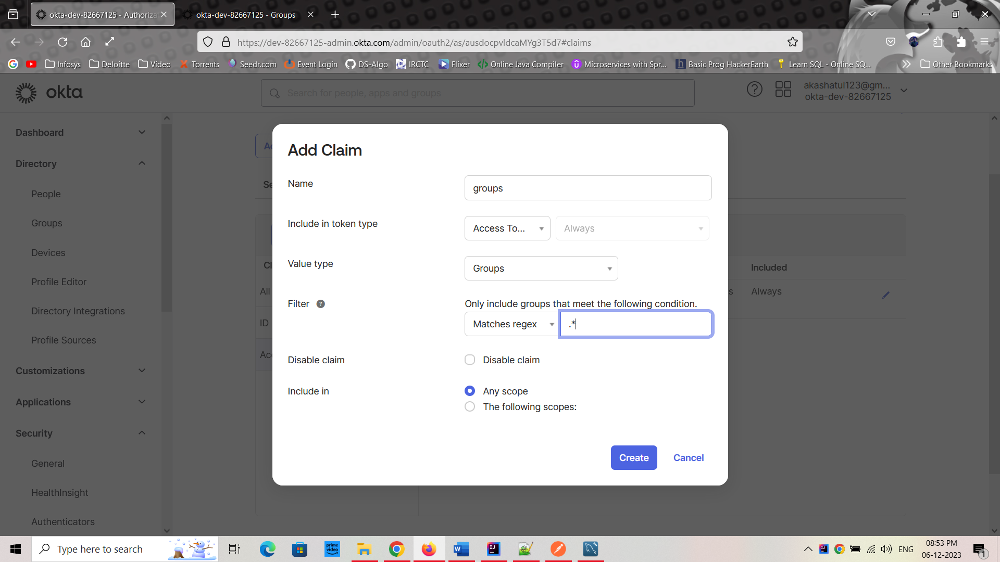 okta-dev-82667125 - Authoriza
okta-dev-82667125 - Groups
https://dev-82667125-admin.okta.com/admin/oauth2/as/ausdocpvldcaMYg3T5d7#claims
Infosys
Deloitte
Video
Torrents
Seedr.com
Event Login
DS-Algo
IRCTC
Flixer
Online Java Compiler
Microservices with Spr...
Basic Prog HackerEarth
Learn SQL - Online SQ...
Other Bookmarks
okta
Search for people, apps and groups
akashatul123@gm...
okta-dev-82667125
Dashboard
Directory
People
Groups
Devices
Profile Editor
Directory Integrations
Profile Sources
Customizations
Applications
Security
General
HealthInsight
Authenticators
All
ID
Included
Always
Add Claim
Name
groups
Include in token type
Access To...
Always
Value type
Groups
Filter ?
Only include groups that meet the following condition.
Matches regex
.*
Disable claim
Disable claim
Include in
Any scope
The following scopes:
Create
Cancel
Type here to search
prime video
ENG
08:53 PM
06-12-2023
1